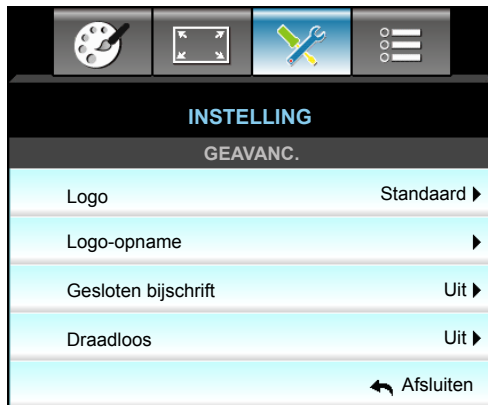 INSTELLING
GEAVANC.
Logo Standaard
Logo-opname
Gesloten bijschrift Uit
Draadloos Uit
Afsluiten